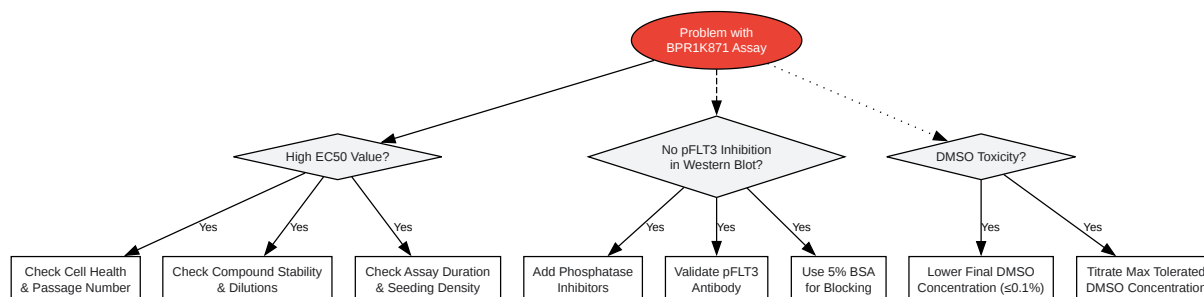 Problem with
BPR1K871 Assay
High EC50 Value?
No pFLT3 Inhibition
in Western Blot?
DMSO Toxicity?
Yes
Yes
Yes
Yes
Yes
Yes
Yes
Yes
Check Cell Health
& Passage Number
Check Compound Stability
& Dilutions
Check Assay Duration
& Seeding Density
Add Phosphatase
Inhibitors
Validate pFLT3
Antibody
Use 5% BSA
for Blocking
Lower Final DMSO
Concentration (≤0.1%)
Titrate Max Tolerated
DMSO Concentration